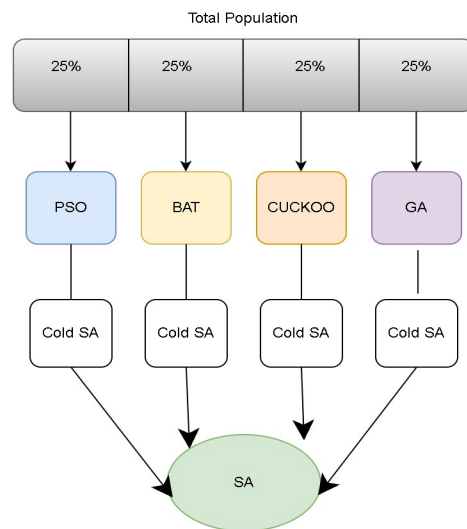 Total Population
25% 25% 25% 25%
PSO BAT CUCKOO GA
Cold SA Cold SA Cold SA Cold SA
SA